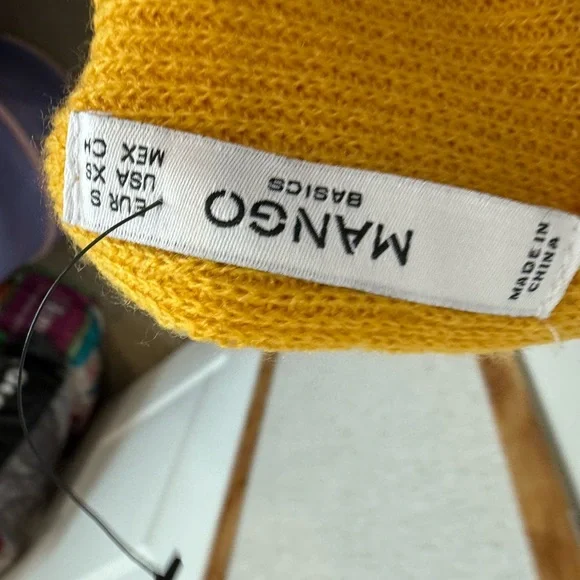 MANGO
BASICS
EUR S
USA XS
MEX CH
MADE IN
CHINA